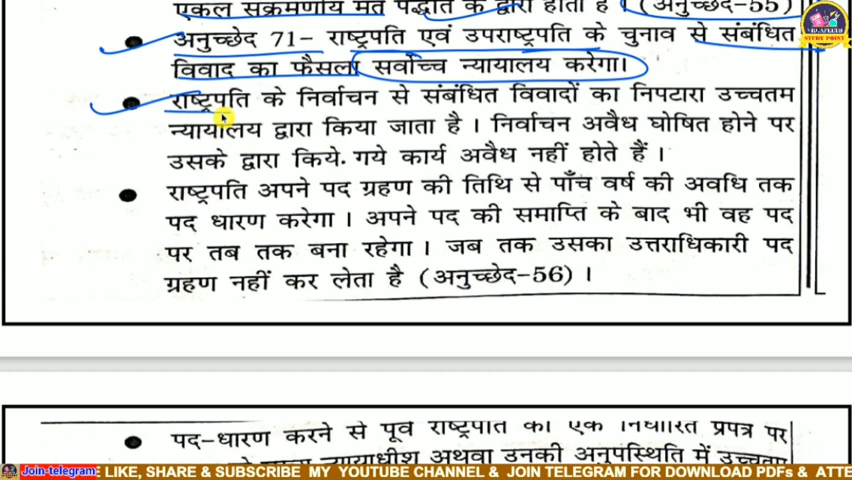 एकल संक्रमणीय मत पद्धति के द्वारा होता है । (अनुच्छेद-55)
अनुच्छेद 71- राष्ट्रपति एवं उपराष्ट्रपति के चुनाव से संबंधित
विवाद का फैसला सर्वोच्च न्यायालय करेगा।
राष्ट्रपति के निर्वाचन से संबंधित विवादों का निपटारा उच्चतम
न्यायालय द्वारा किया जाता है । निर्वाचन अवैध घोषित होने पर
उसके द्वारा किये. गये कार्य अवैध नहीं होते हैं ।
राष्ट्रपति अपने पद ग्रहण की तिथि से पाँच वर्ष की अवधि तक
पद धारण करेगा । अपने पद की समाप्ति के बाद भी वह पद
पर तब तक बना रहेगा । जब तक उसका उत्तराधिकारी पद
ग्रहण नहीं कर लेता है (अनुच्छेद-56) ।
पद-धारण करने से पूर्व राष्ट्रपति को एक निर्धारित प्रपत्र पर
न्यायाधीश अथवा उनकी अनुपस्थिति में
Join-telegram E LIKE, SHARE & SUBSCRIBE MY YOUTUBE CHANNEL & JOIN TELEGRAM FOR DOWNLOAD PDFs & ATTE
STUDY POINT